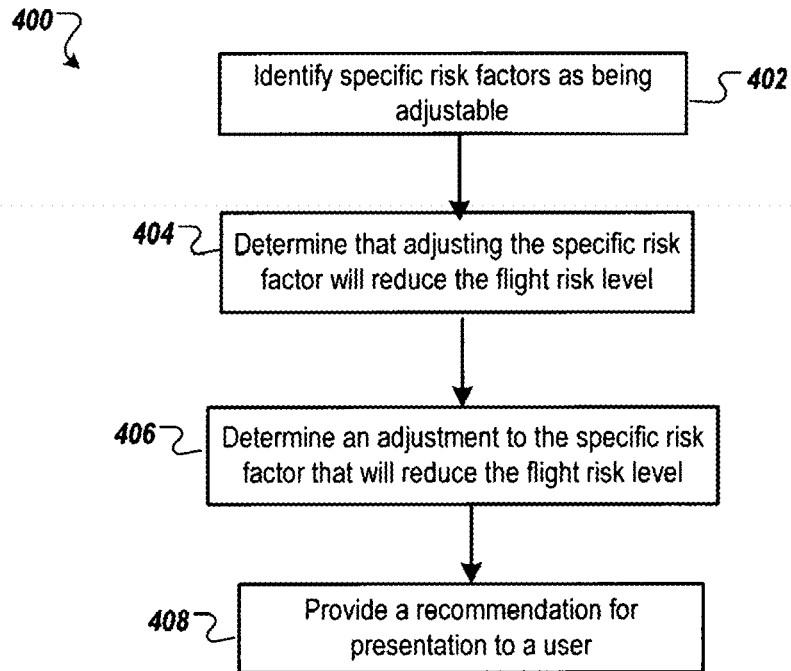 400
Identify specific risk factors as being
adjustable
402
404
Determine that adjusting the specific risk
factor will reduce the flight risk level
406
Determine an adjustment to the specific risk
factor that will reduce the flight risk level
408
Provide a recommendation for
presentation to a user